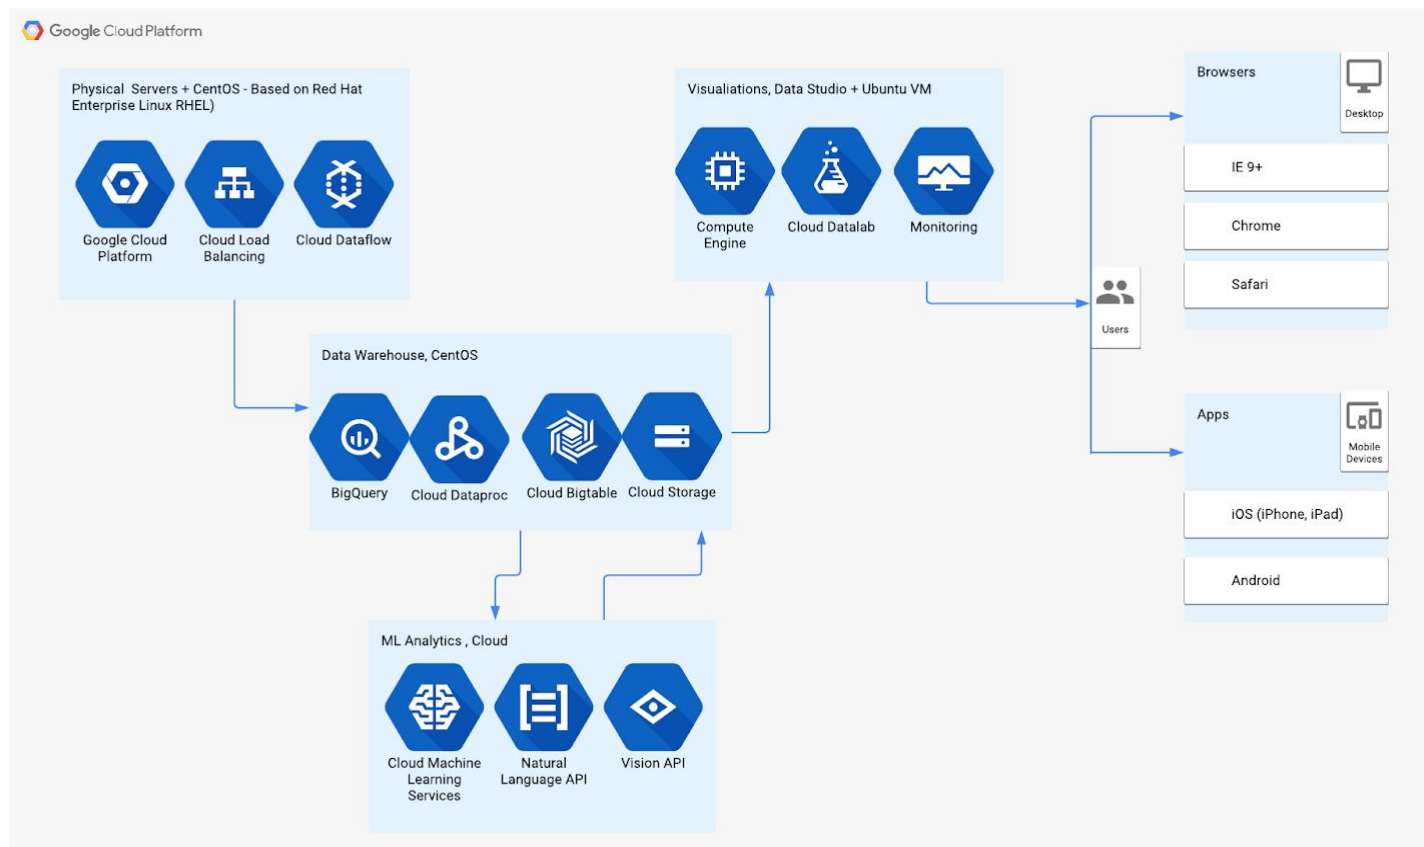 Google Cloud Platform
Physical Servers + CentOS - Based on Red Hat
Enterprise Linux RHEL)
Google Cloud
Platform
Cloud Load
Balancing
Cloud Dataflow
Data Warehouse, CentOS
BigQuery
Cloud Dataproc
Cloud Bigtable
Cloud Storage
ML Analytics , Cloud
Cloud Machine
Learning
Services
Natural
Language API
Vision API
Visualiations, Data Studio + Ubuntu VM
Compute
Engine
Cloud Datalab
Monitoring
Users
Browsers
Desktop
IE 9+
Chrome
Safari
Apps
Mobile
Devices
iOS (iPhone, iPad)
Android